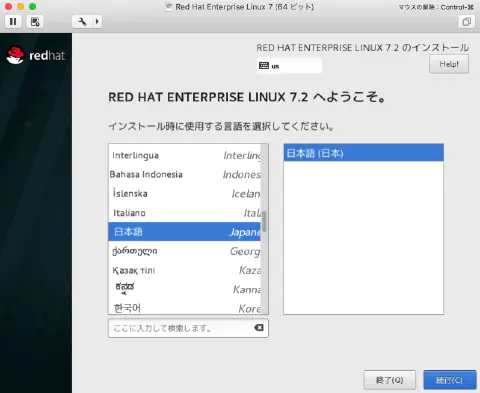 Red Hat Enterprise Linux 7 (64 ビット)
マウスの解除：Control-⌘
redhat
RED HAT ENTERPRISE LINUX 7.2 のインストール
us
Help!
RED HAT ENTERPRISE LINUX 7.2 へようこそ。
インストール時に使用する言語を選択してください。
Interlingua Interling
Bahasa Indonesia Indones
Íslenska Icelan
Italiano Itali
日本語 Japane
ქართული Georg
Қазақ тілі Kaza
ಕನ್ನಡ Kanna
한국어 Kore
日本語 (日本)
ここに入力して検索します。
終了(Q)
続行(C)